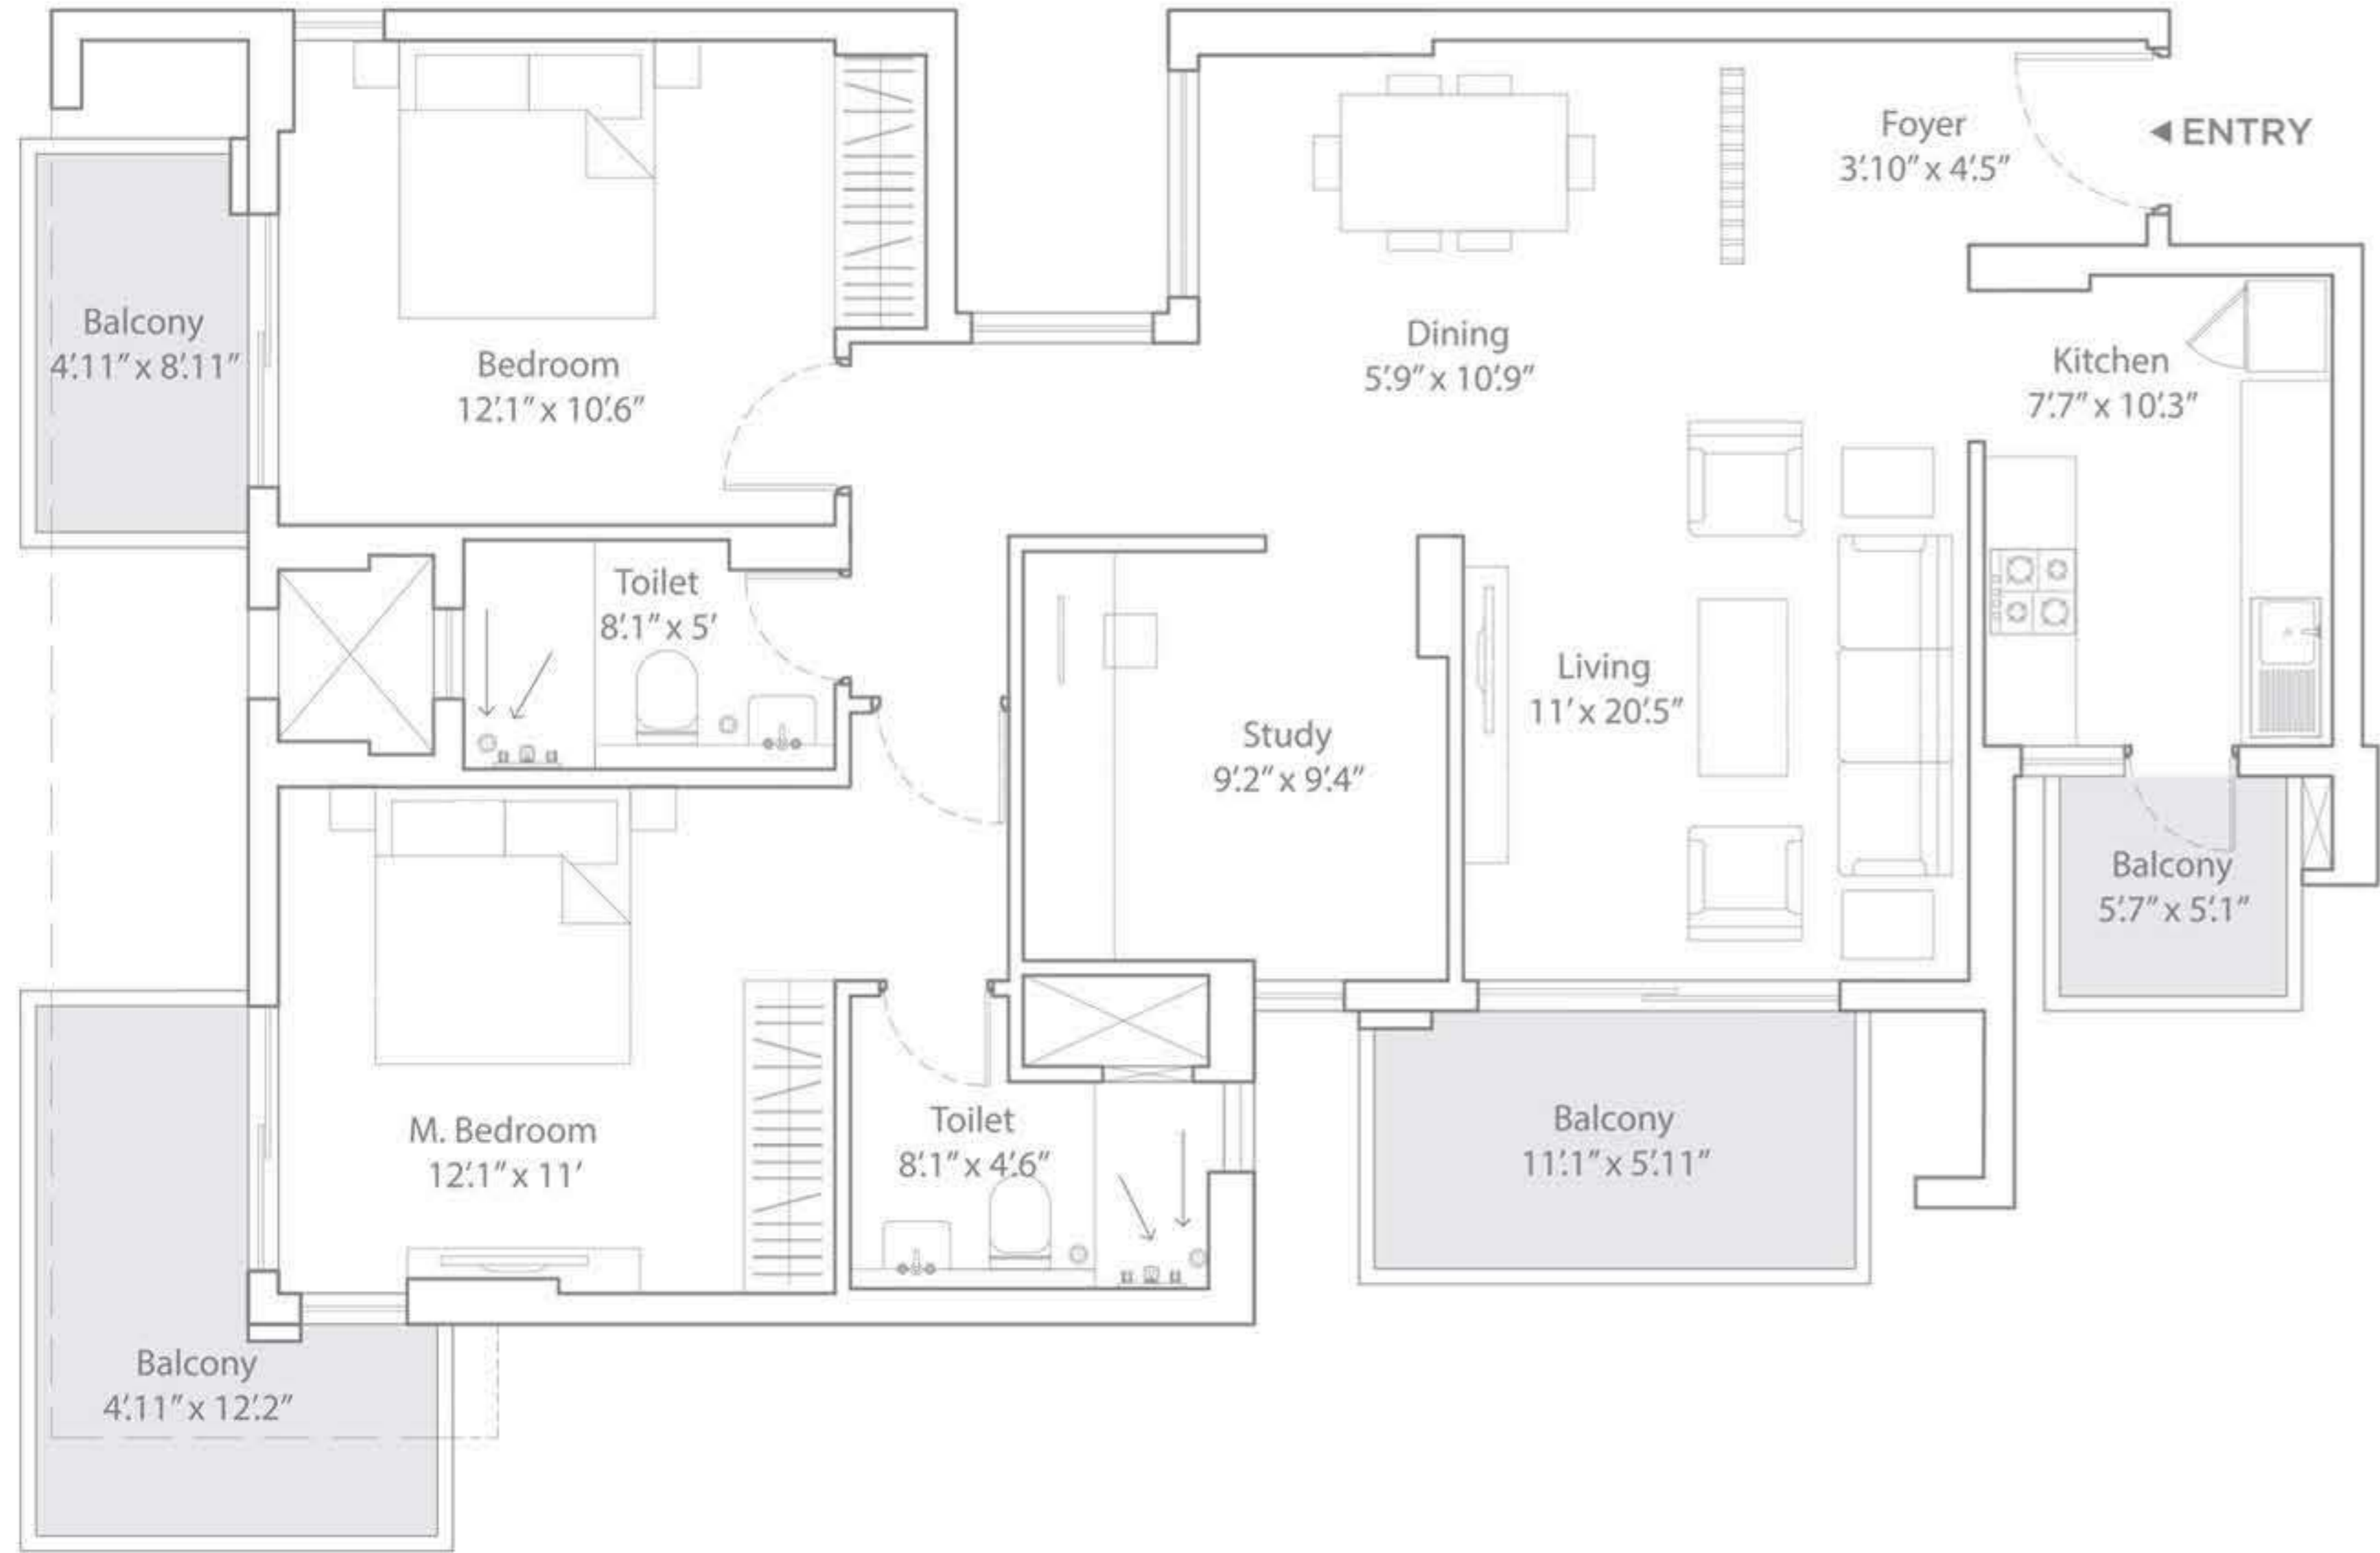 Foyer
3'.10" x 4'.5"
◄ ENTRY
Balcony
4'.11" x 8'.11"
Bedroom
12'.1" x 10'.6"
Dining
5'.9" x 10'.9"
Kitchen
7'.7" x 10'.3"
Toilet
8'.1" x 5'
Living
11' x 20'.5"
Study
9'.2" x 9'.4"
Balcony
5'.7" x 5'.1"
M. Bedroom
12'.1" x 11'
Toilet
8'.1" x 4'.6"
Balcony
11'.1" x 5'.11"
Balcony
4'.11" x 12'.2"